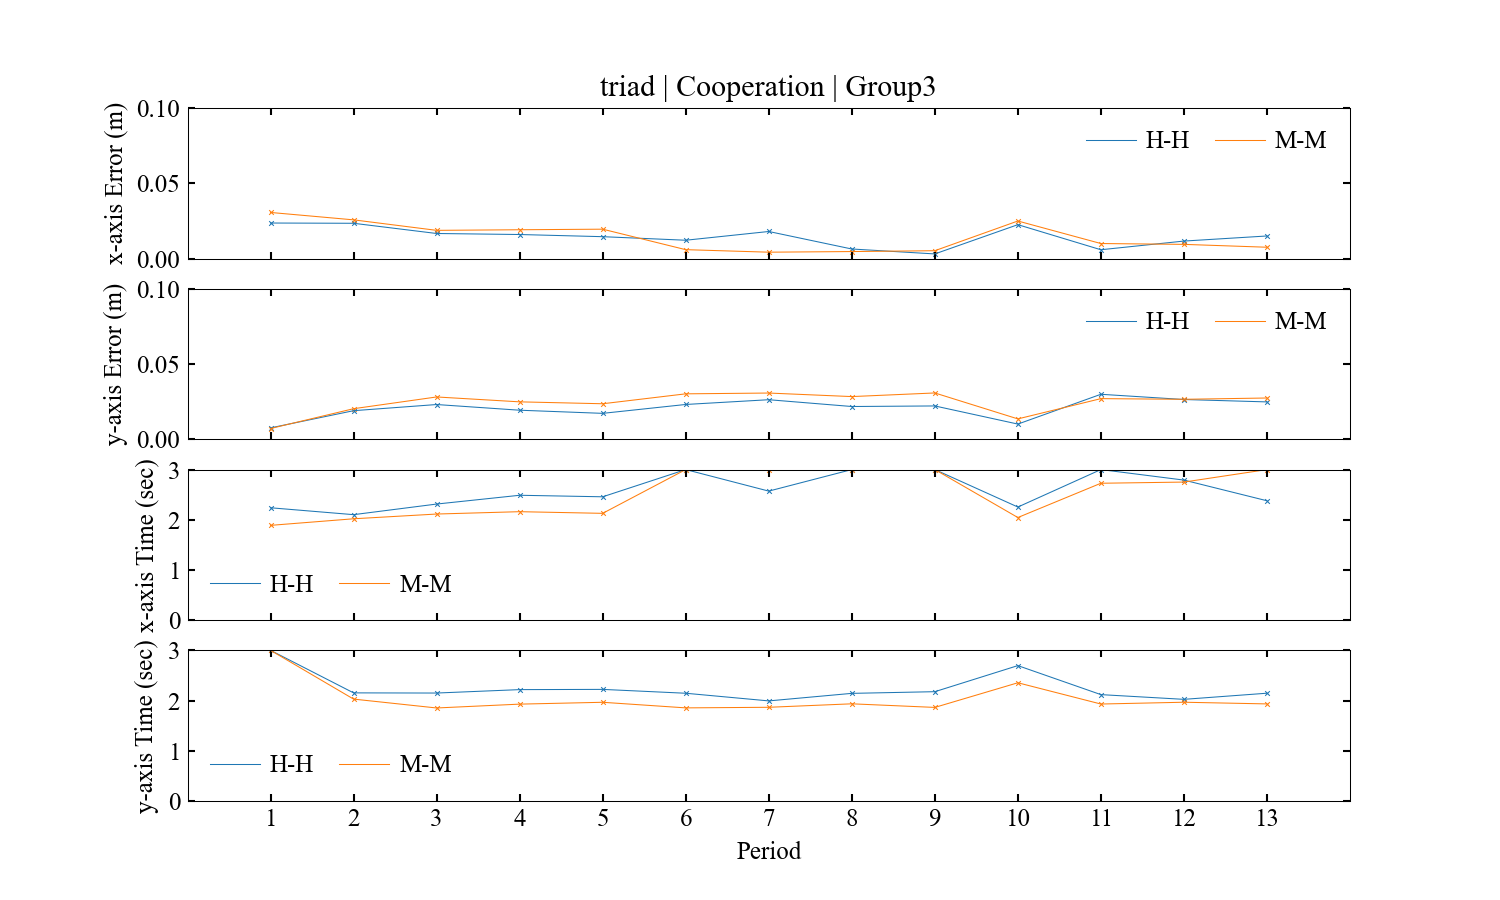 triad | Cooperation | Group3
0.10
0.05
0.00
x-axis Error (m)
H-H M-M
0.10
0.05
0.00
y-axis Error (m)
H-H M-M
3
2
1
0
x-axis Time (sec)
H-H M-M
3
2
1
0
y-axis Time (sec)
H-H M-M
1 2 3 4 5 6 7 8 9 10 11 12 13
Period